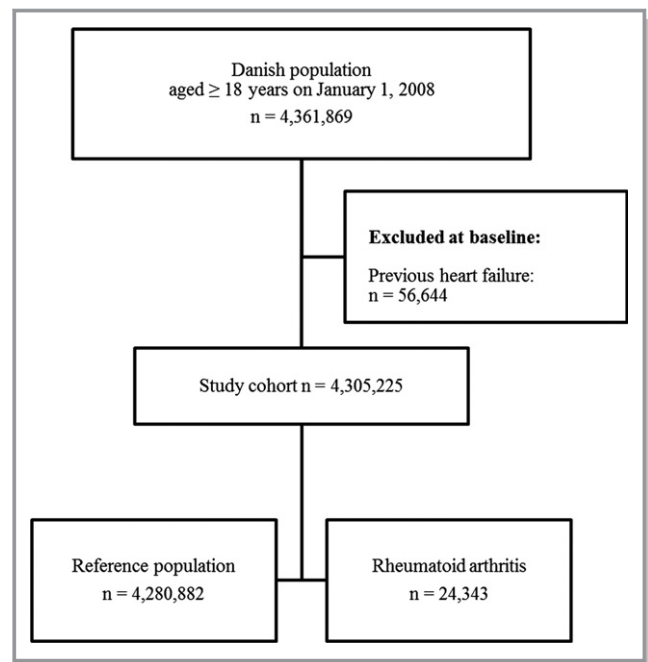 Danish population
aged ≥ 18 years on January 1, 2008
n = 4,361,869
Excluded at baseline:
Previous heart failure:
n = 56,644
Study cohort n = 4,305,225
Reference population
n = 4,280,882
Rheumatoid arthritis
n = 24,343